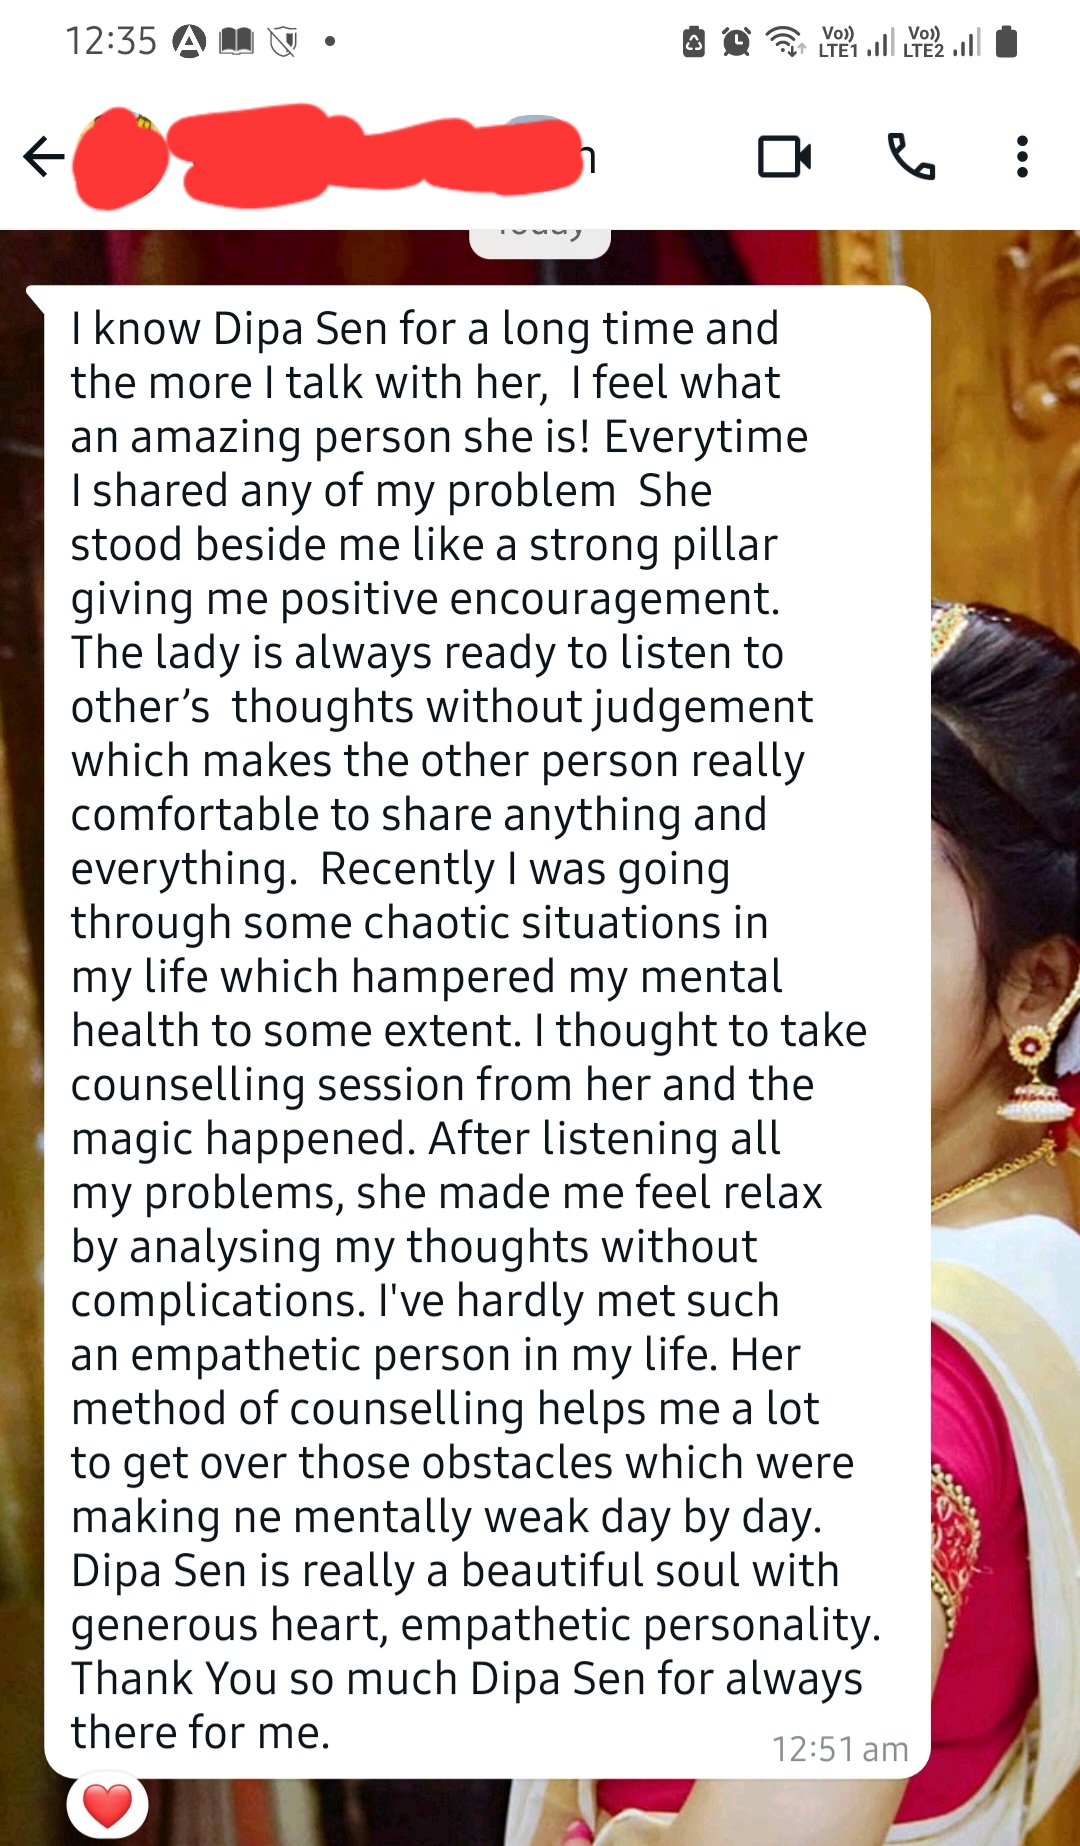 12:35
Vo)) LTE1 Vo)) LTE2
Today
I know Dipa Sen for a long time and
the more I talk with her,  I feel what
an amazing person she is! Everytime
I shared any of my problem  She
stood beside me like a strong pillar
giving me positive encouragement.
The lady is always ready to listen to
other’s  thoughts without judgement
which makes the other person really
comfortable to share anything and
everything.  Recently I was going
through some chaotic situations in
my life which hampered my mental
health to some extent. I thought to take
counselling session from her and the
magic happened. After listening all
my problems, she made me feel relax
by analysing my thoughts without
complications. I've hardly met such
an empathetic person in my life. Her
method of counselling helps me a lot
to get over those obstacles which were
making ne mentally weak day by day.
Dipa Sen is really a beautiful soul with
generous heart, empathetic personality.
Thank You so much Dipa Sen for always
there for me.
12:51 am